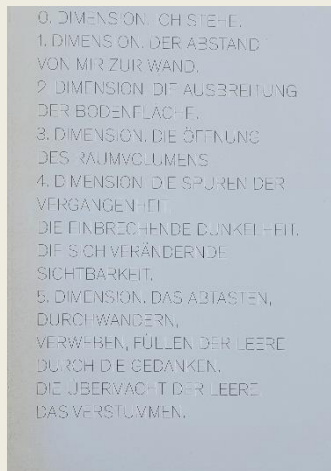 0. DIMENSION. ICH STEHE.
1. DIMENSION. DER ABSTAND
VON MIR ZUR WAND.
2. DIMENSION. DIE AUSBREITUNG
DER BODENFLÄCHE.
3. DIMENSION. DIE ÖFFNUNG
DES RAUMVOLUMENS
4. DIMENSION. DIE SPUREN DER
VERGANGENHEIT.
DIE EINBRECHENDE DUNKELHEIT.
DIE SICH VERÄNDERNDE
SICHTBARKEIT.
5. DIMENSION. DAS ABTASTEN,
DURCHWANDERN,
VERWEBEN, FÜLLEN DER LEERE
DURCH DIE GEDANKEN.
DIE ÜBERMACHT DER LEERE
DAS VERSTUMMEN.